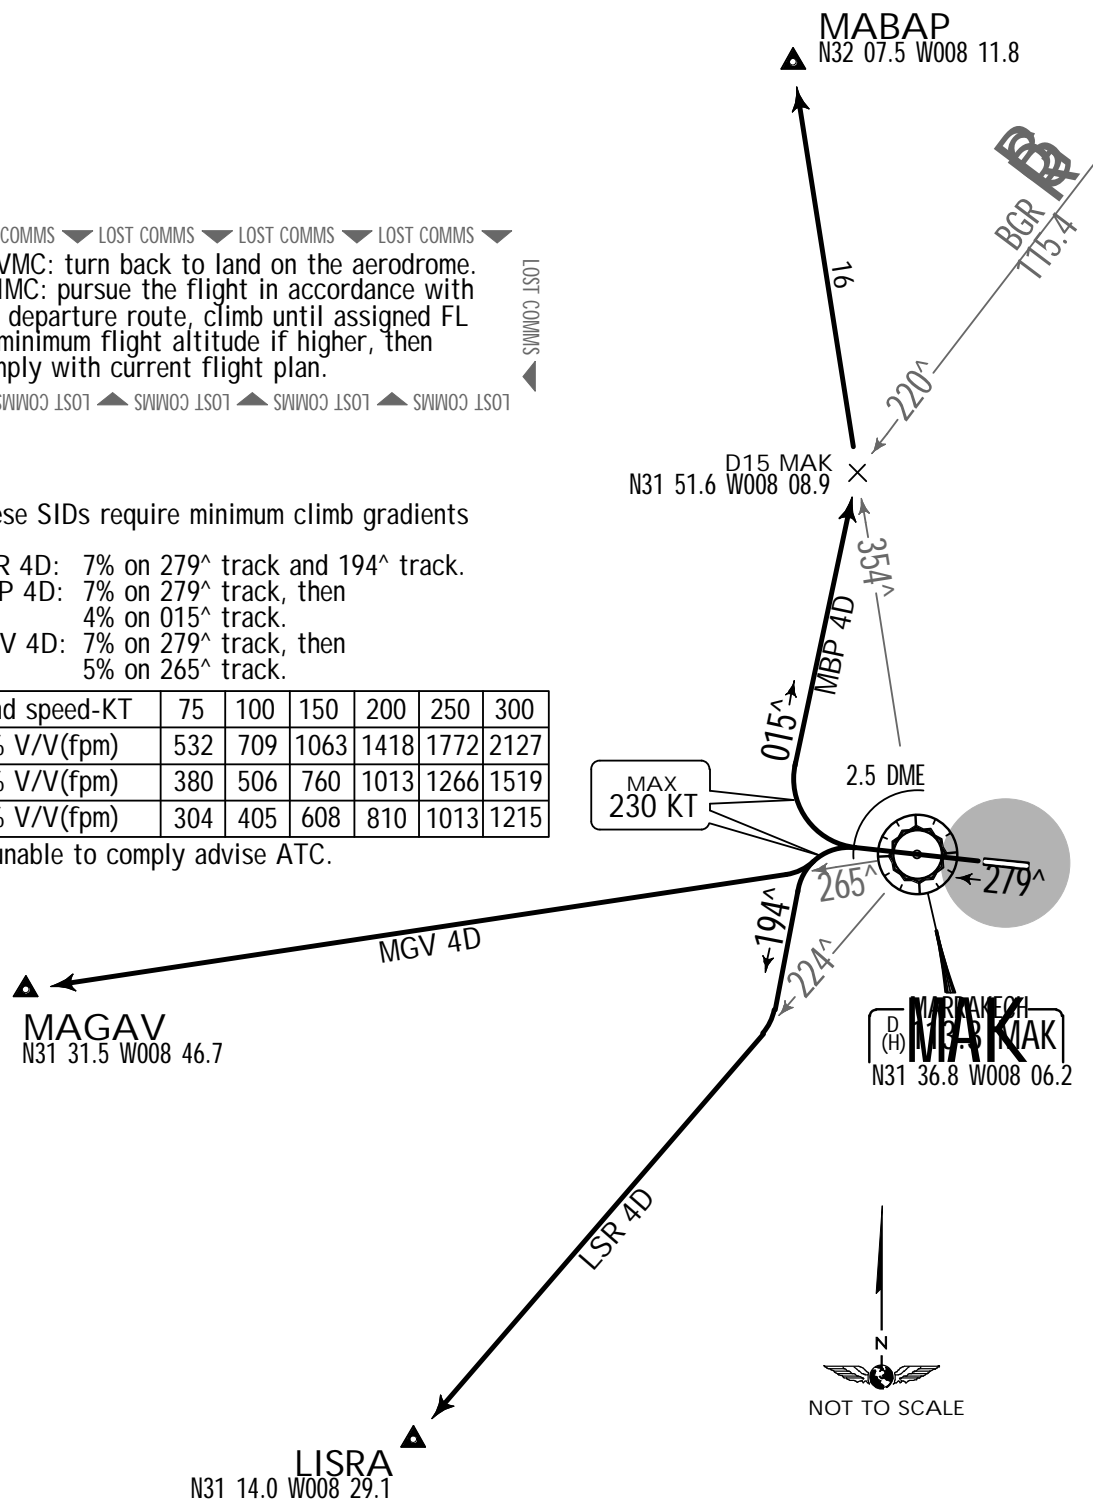 MABAP
N32 07.5 W008 11.8
BGR
115.4
COMMS LOST COMMS LOST COMMS LOST COMMS
VMC: turn back to land on the aerodrome.
IMC: pursue the flight in accordance with
departure route, climb until assigned FL
minimum flight altitude if higher, then
mply with current flight plan.
LOST COMMS
LOST COMMS LOST COMMS LOST COMMS LOST COMMS
16
220^
D15 MAK
N31 51.6 W008 08.9
ese SIDs require minimum climb gradients
R 4D: 7% on 279^ track and 194^ track.
P 4D: 7% on 279^ track, then
4% on 015^ track.
V 4D: 7% on 279^ track, then
5% on 265^ track.
nd speed-KT 75 100 150 200 250 300
% V/V(fpm) 532 709 1063 1418 1772 2127
% V/V(fpm) 380 506 760 1013 1266 1519
% V/V(fpm) 304 405 608 810 1013 1215
unable to comply advise ATC.
354^
MBP 4D
015^
MAX
230 KT
2.5 DME
265^
279^
194^
224^
MGV 4D
MAGAV
N31 31.5 W008 46.7
MARRAKECH
D
(H) 113.3 MAK
MAK
N31 36.8 W008 06.2
LSR 4D
N
NOT TO SCALE
LISRA
N31 14.0 W008 29.1